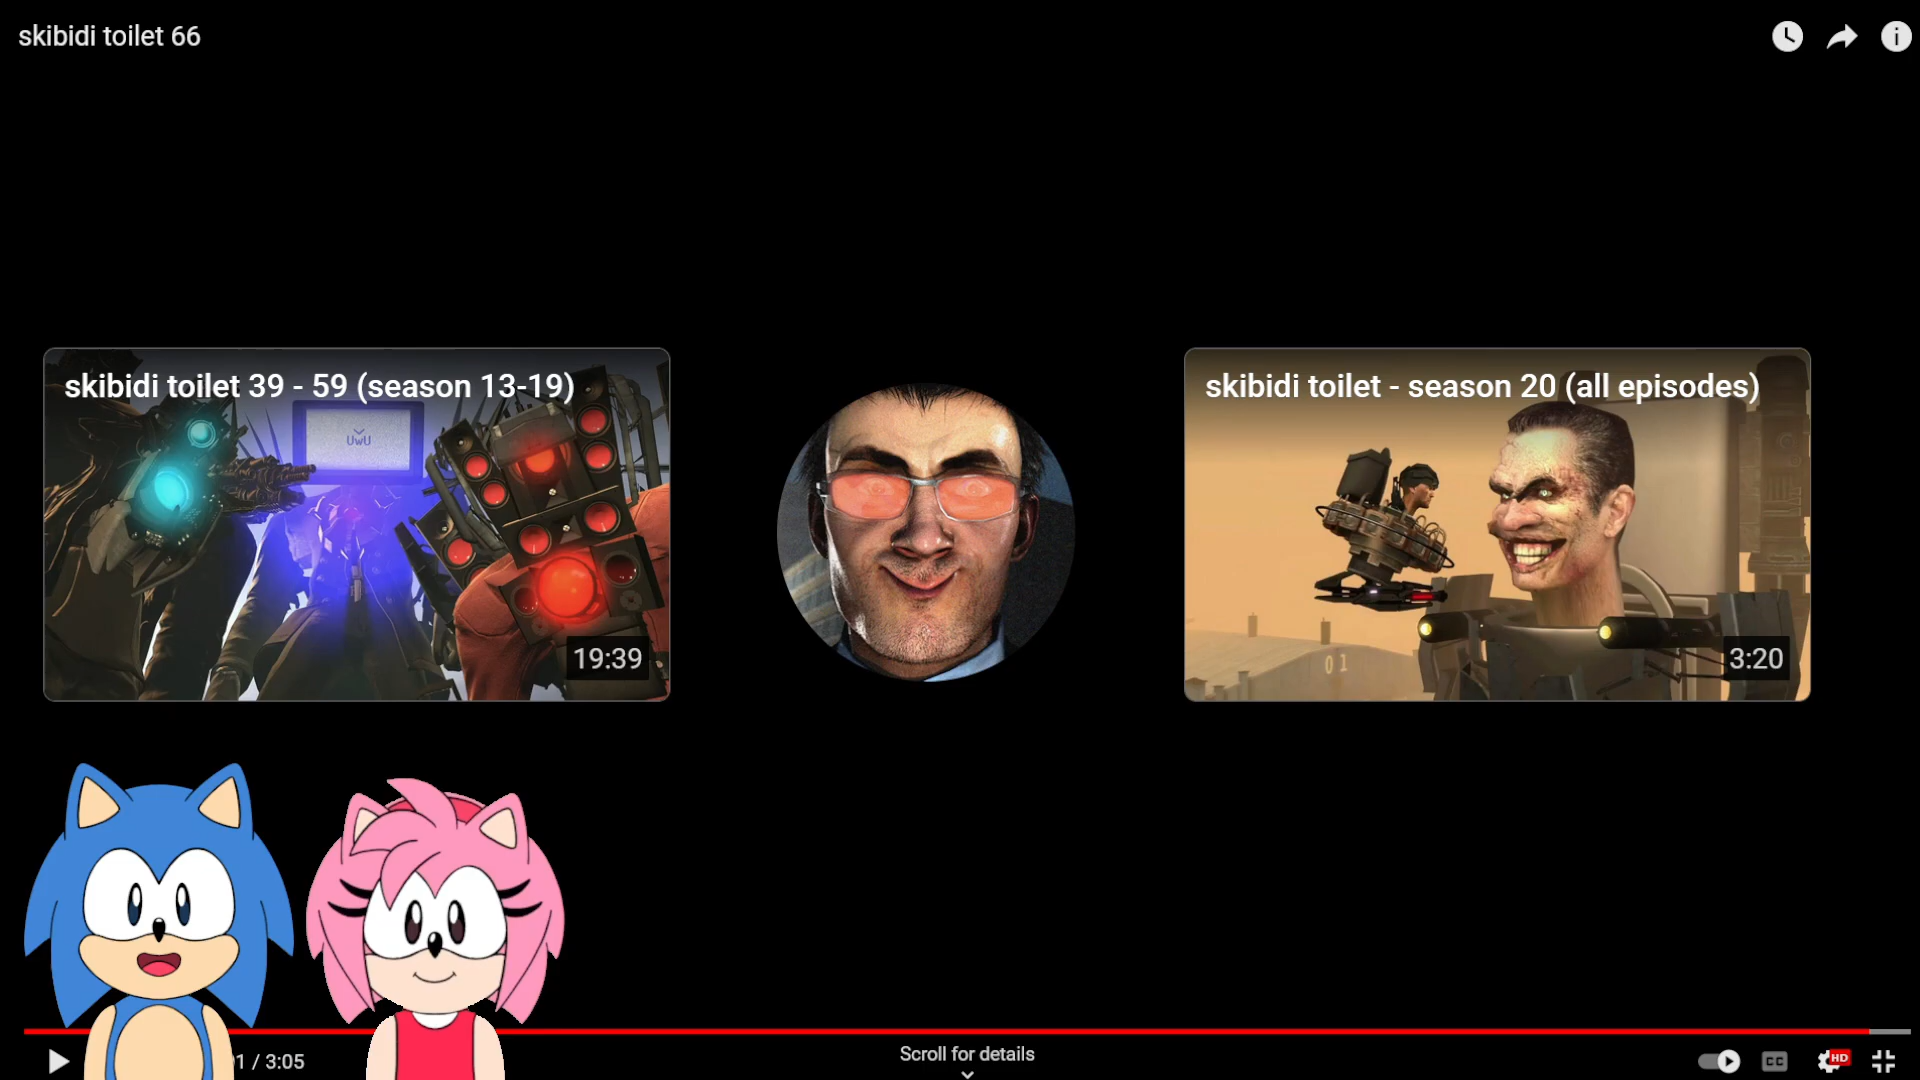 skibidi toilet 66
skibidi toilet 39 - 59 (season 13-19)
UwU
19:39
skibidi toilet - season 20 (all episodes)
01
3:20
1 / 3:05
Scroll for details
CC
HD